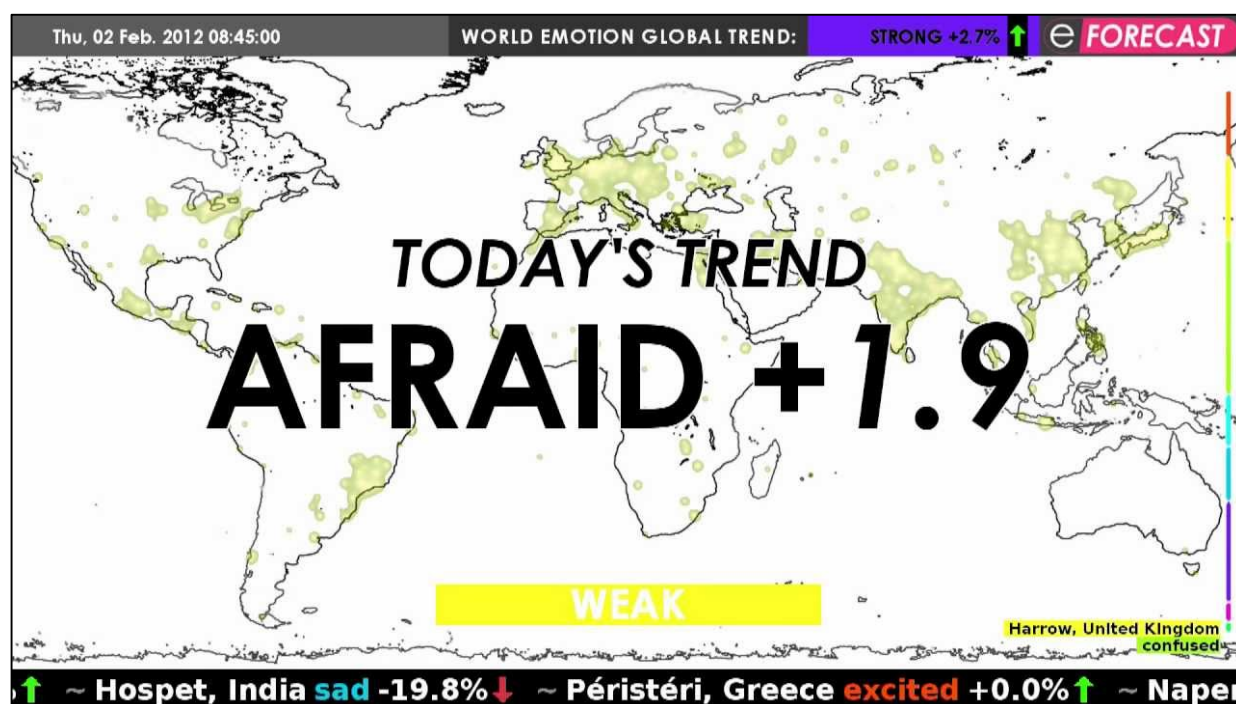 Thu, 02 Feb. 2012 08:45:00 WORLD EMOTION GLOBAL TREND: STRONG +2.7% ↑ e FORECAST
TODAY'S TREND
AFRAID +1.9
WEAK
Harrow, United Kingdom
confused
%↑ ~ Hospet, India sad -19.8%↓ ~ Péristéri, Greece excited +0.0%↑ ~ Naper